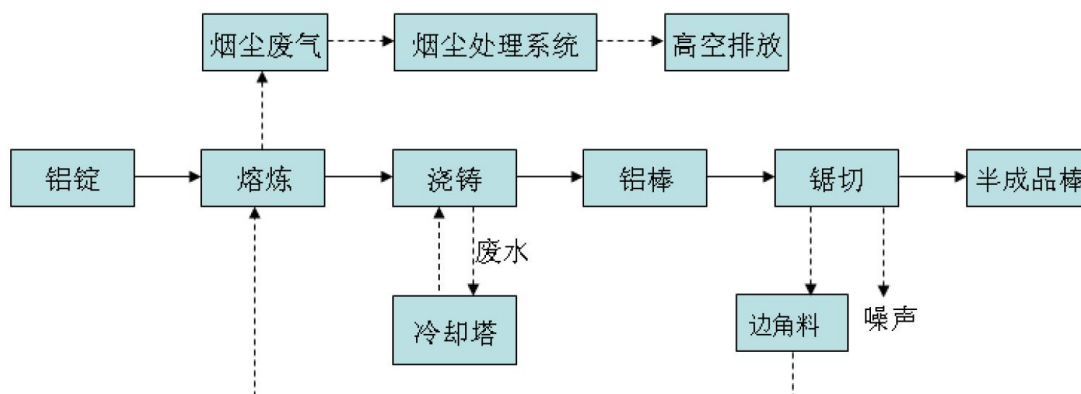 烟尘废气
烟尘处理系统
高空排放
铝锭
熔炼
浇铸
铝棒
锯切
半成品棒
废水
冷却塔
边角料
噪声